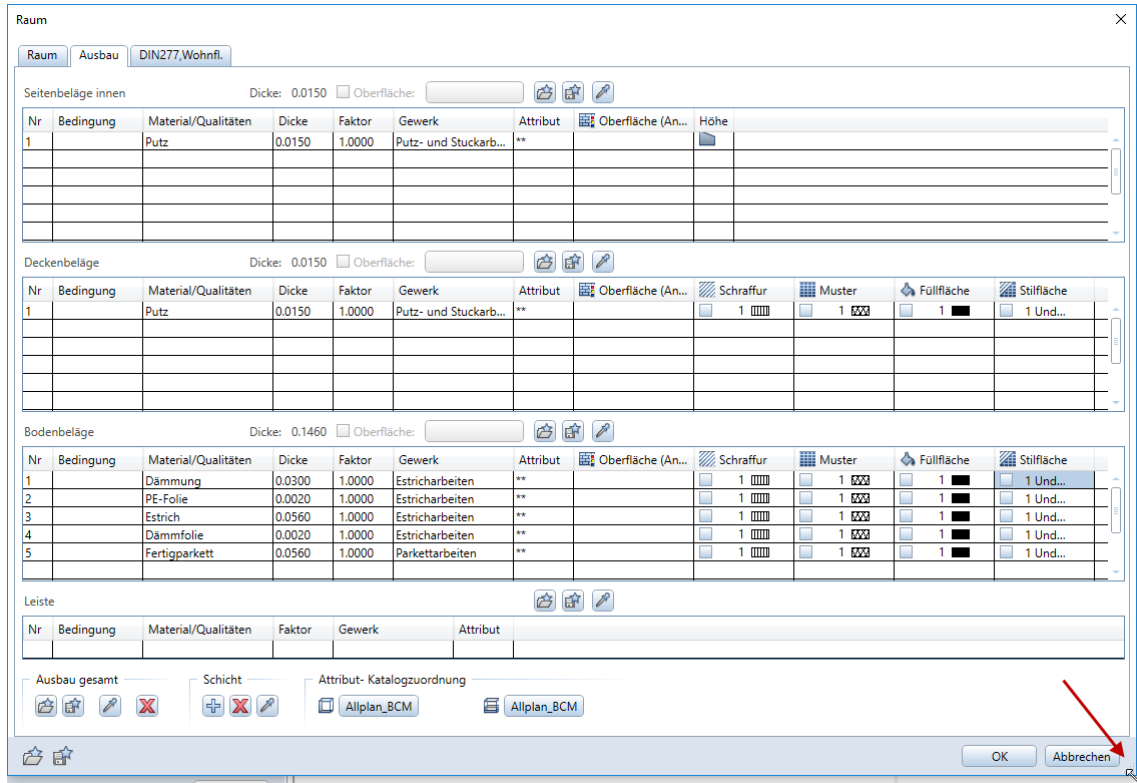 Raum
Raum Ausbau DIN277,Wohnfl.
Seitenbeläge innen Dicke: 0.0150 Oberfläche:
Nr Bedingung Material/Qualitäten Dicke Faktor Gewerk Attribut Oberfläche (An... Höhe
1 Putz 0.0150 1.0000 Putz- und Stuckarb... **
Deckenbeläge Dicke: 0.0150 Oberfläche:
Nr Bedingung Material/Qualitäten Dicke Faktor Gewerk Attribut Oberfläche (An... Schraffur Muster Füllfläche Stilfläche
1 Putz 0.0150 1.0000 Putz- und Stuckarb... ** 1 1 1 1 Und...
Bodenbeläge Dicke: 0.1460 Oberfläche:
Nr Bedingung Material/Qualitäten Dicke Faktor Gewerk Attribut Oberfläche (An... Schraffur Muster Füllfläche Stilfläche
1 Dämmung 0.0300 1.0000 Estricharbeiten ** 1 1 1 1 Und...
2 PE-Folie 0.0020 1.0000 Estricharbeiten ** 1 1 1 1 Und...
3 Estrich 0.0560 1.0000 Estricharbeiten ** 1 1 1 1 Und...
4 Dämmfolie 0.0020 1.0000 Estricharbeiten ** 1 1 1 1 Und...
5 Fertigparkett 0.0560 1.0000 Parkettarbeiten ** 1 1 1 1 Und...
Leiste
Nr Bedingung Material/Qualitäten Faktor Gewerk Attribut
Ausbau gesamt Schicht Attribut- Katalogzuordnung
Allplan_BCM Allplan_BCM
OK Abbrechen